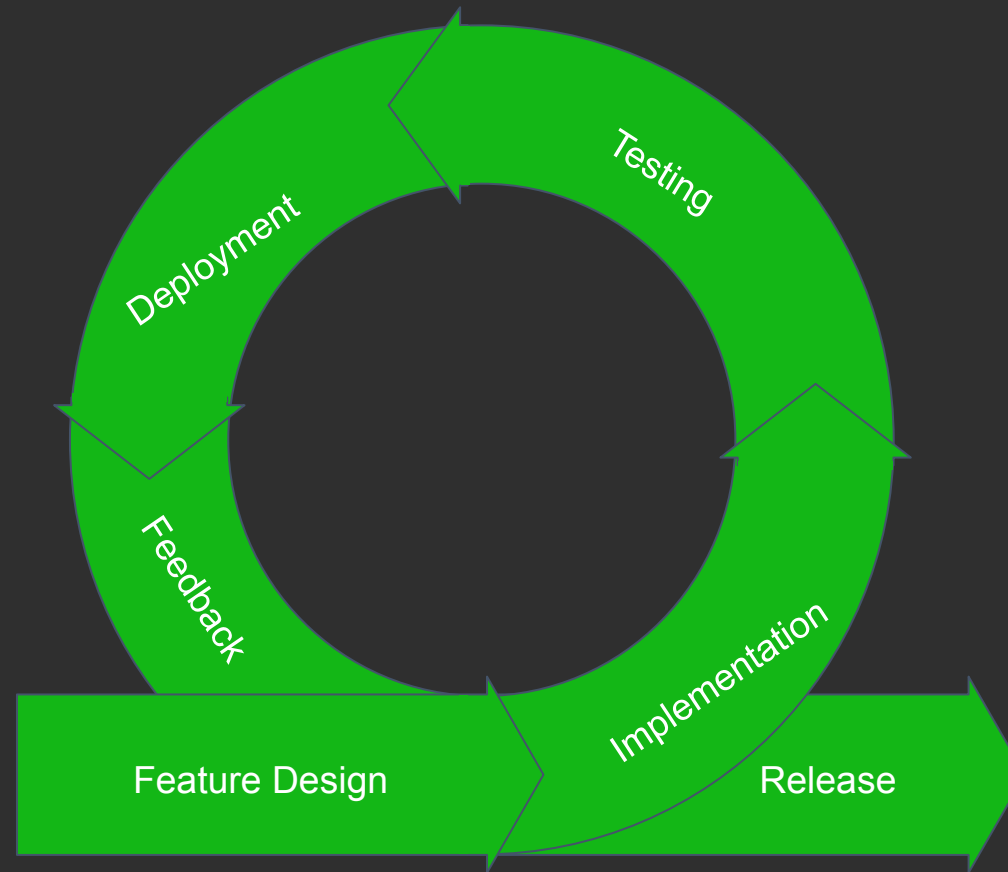 Testing
Deployment
Feedback
Implementation
Feature Design
Release